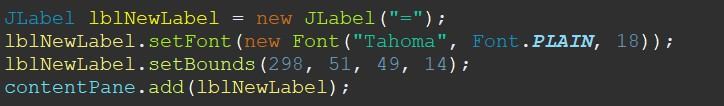 JLabel lblNewLabel = new JLabel("=");
lblNewLabel.setFont(new Font("Tahoma", Font.PLAIN, 18));
lblNewLabel.setBounds(298, 51, 49, 14);
contentPane.add(lblNewLabel);